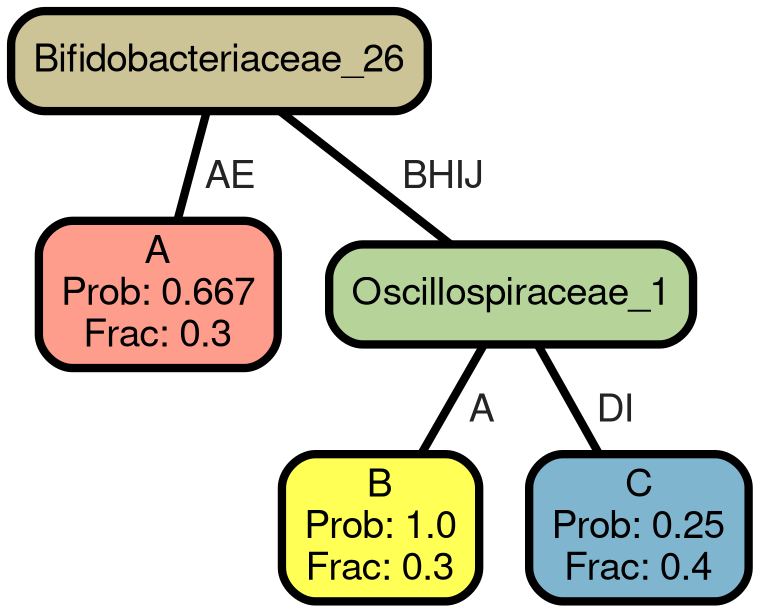 Bifidobacteriaceae_26
AE
BHIJ
A
Prob: 0.667
Frac: 0.3
Oscillospiraceae_1
A
DI
B
Prob: 1.0
Frac: 0.3
C
Prob: 0.25
Frac: 0.4